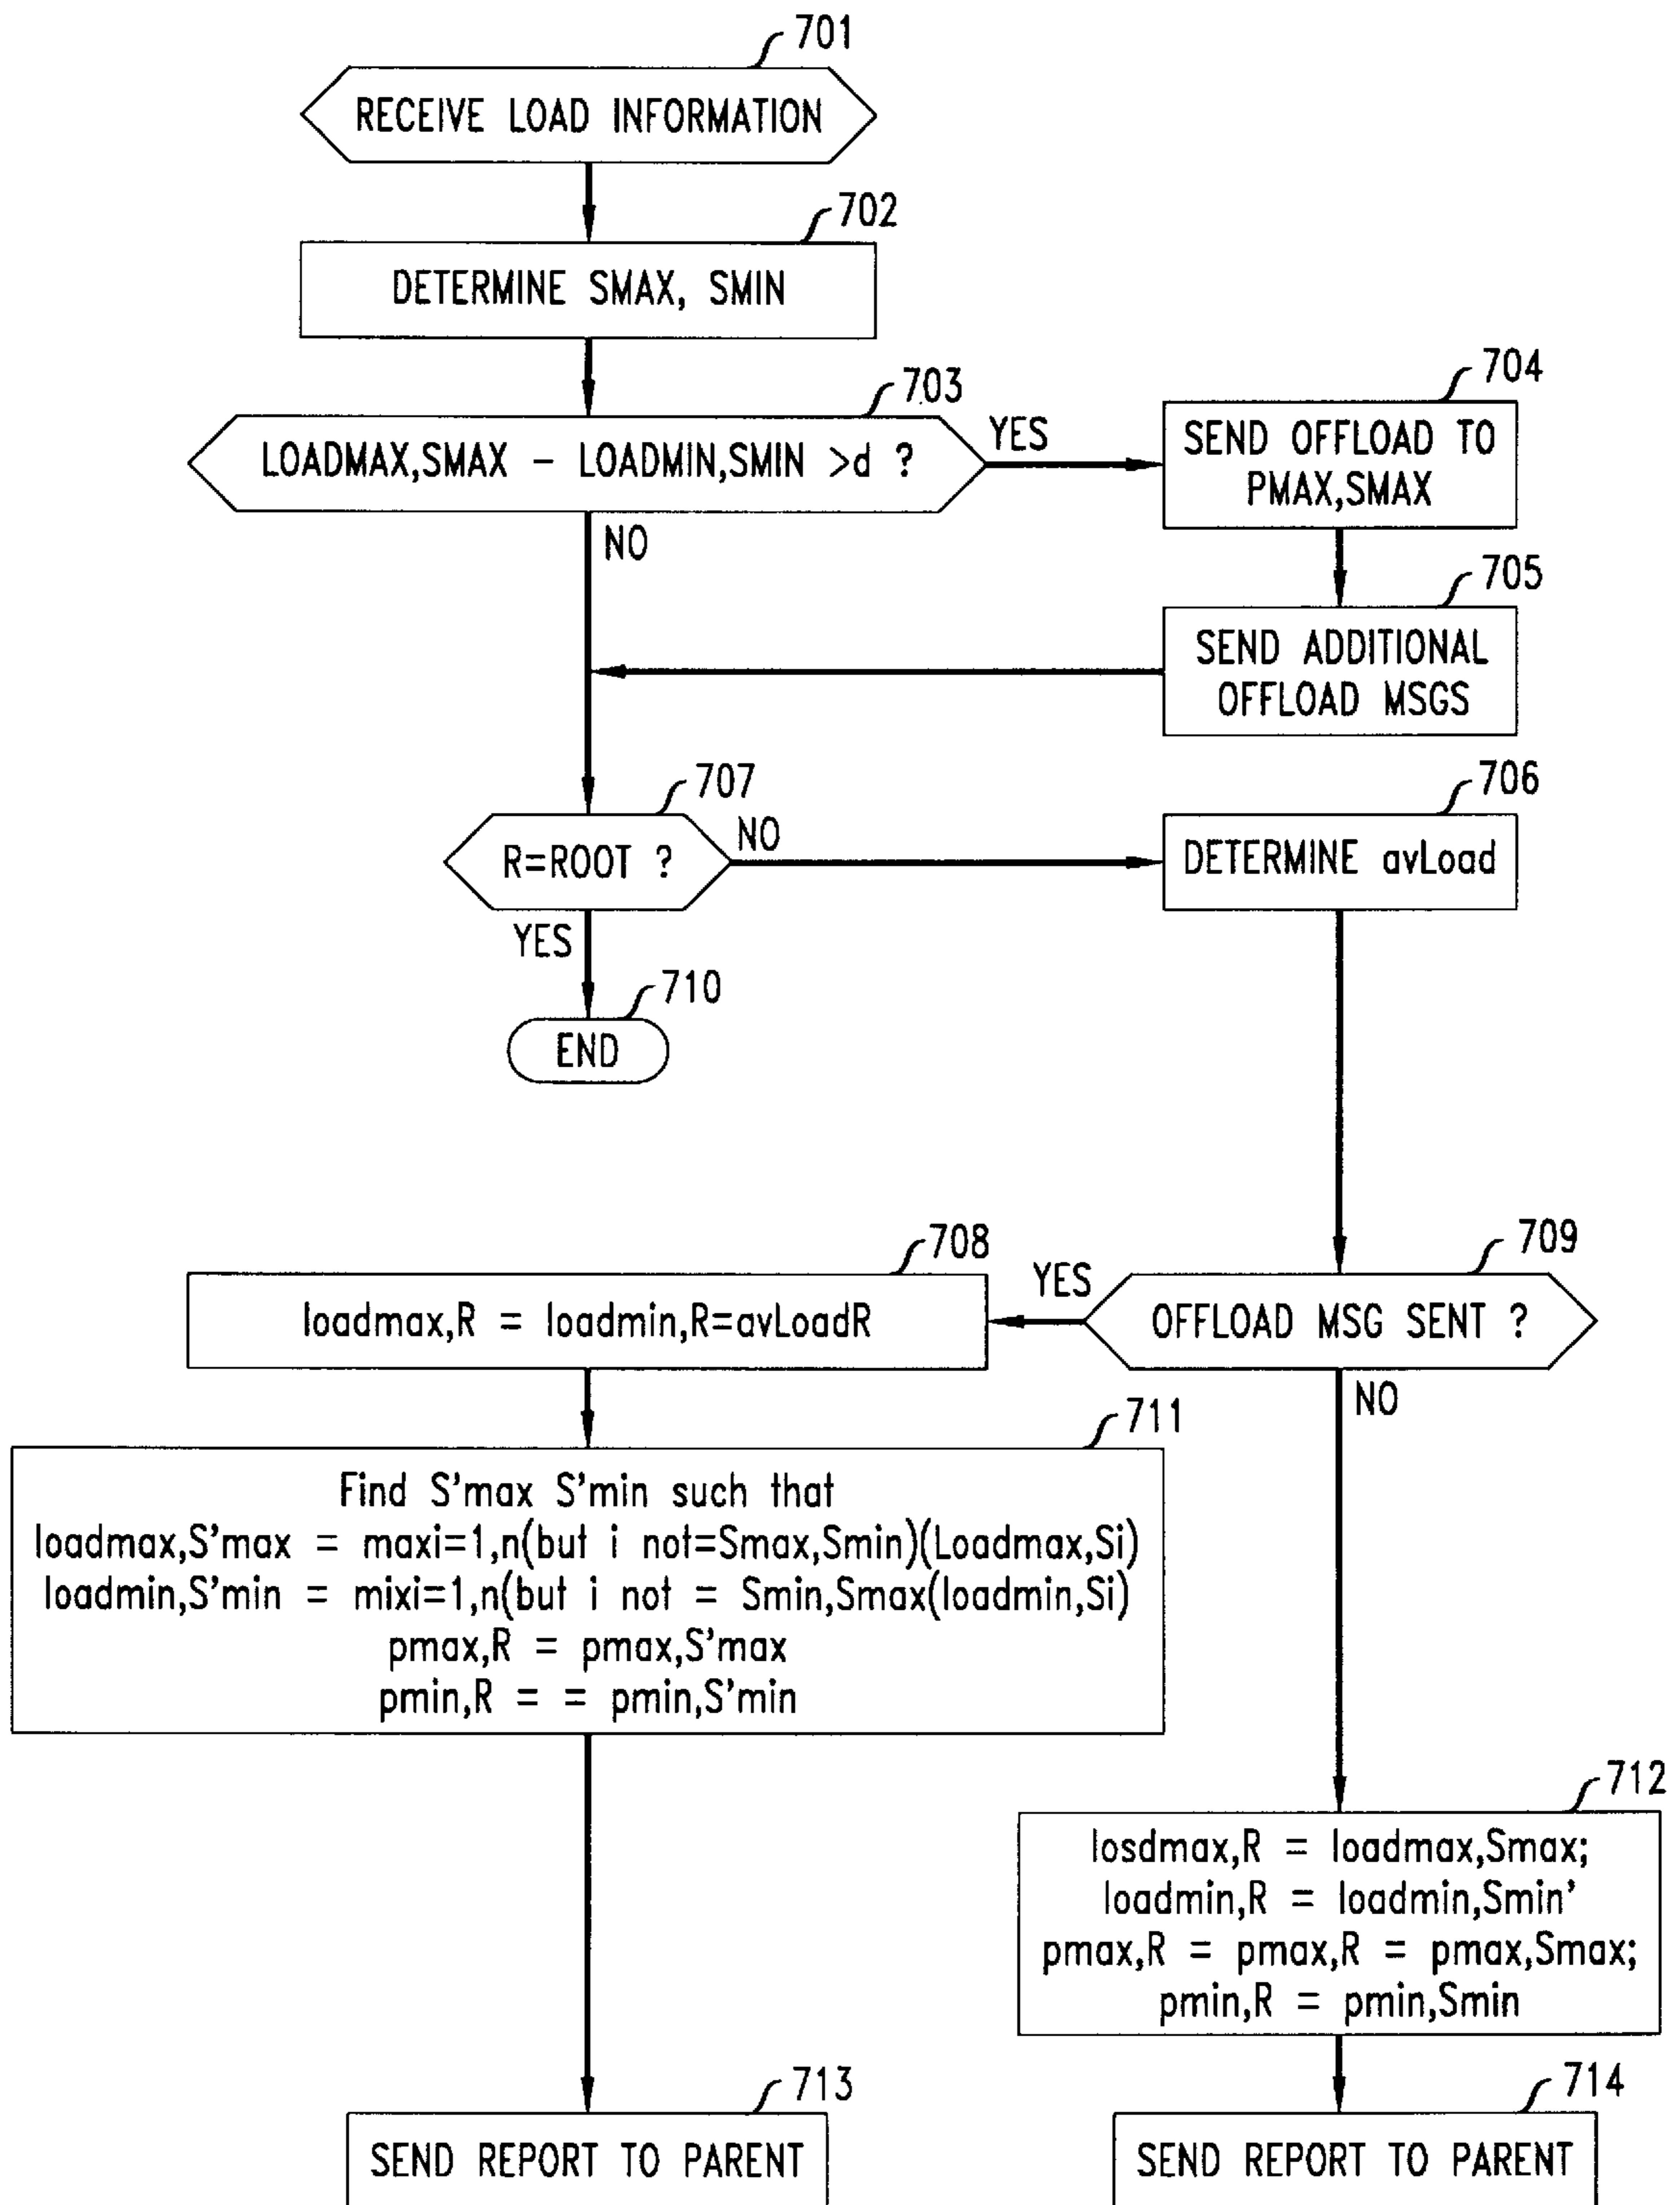 701
RECEIVE LOAD INFORMATION
702
DETERMINE SMAX, SMIN
703
LOADMAX,SMAX - LOADMIN,SMIN >d ?
YES
704
SEND OFFLOAD TO
PMAX,SMAX
NO
705
SEND ADDITIONAL
OFFLOAD MSGS
707
R=ROOT ?
NO
706
DETERMINE avLoad
YES
710
END
708
loadmax,R = loadmin,R=avLoadR
YES
709
OFFLOAD MSG SENT ?
NO
711
Find S'max S'min such that
loadmax,S'max = maxi=1,n(but i not=Smax,Smin)(Loadmax,Si)
loadmin,S'min = mixi=1,n(but i not = Smin,Smax(loadmin,Si)
pmax,R = pmax,S'max
pmin,R = = pmin,S'min
712
losdmax,R = loadmax,Smax;
loadmin,R = loadmin,Smin'
pmax,R = pmax,R = pmax,Smax;
pmin,R = pmin,Smin
713
SEND REPORT TO PARENT
714
SEND REPORT TO PARENT